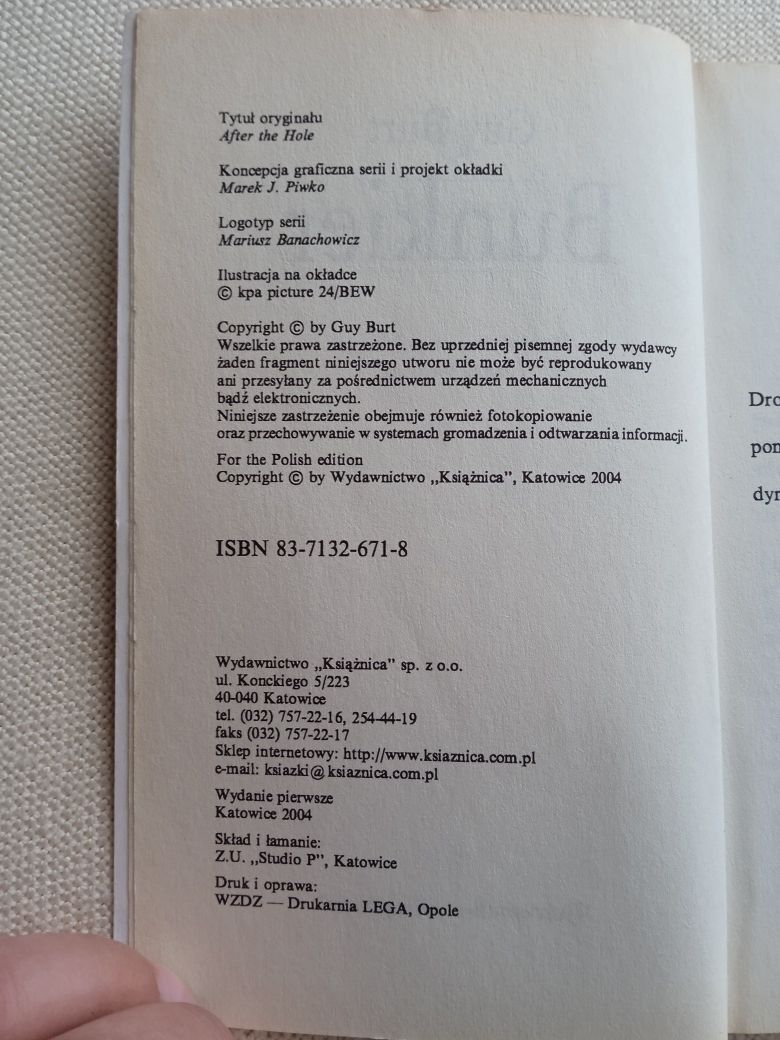 Tytuł oryginału
After the Hole
Koncepcja graficzna serii i projekt okładki
Marek J. Piwko
Logotyp serii
Mariusz Banachowicz
Ilustracja na okładce
© kpa picture 24/BEW
Copyright © by Guy Burt
Wszelkie prawa zastrzeżone. Bez uprzedniej pisemnej zgody wydawcy
żaden fragment niniejszego utworu nie może być reprodukowany
ani przesyłany za pośrednictwem urządzeń mechanicznych
bądź elektronicznych.
Niniejsze zastrzeżenie obejmuje również fotokopiowanie
oraz przechowywanie w systemach gromadzenia i odtwarzania informacji.
For the Polish edition
Copyright © by Wydawnictwo „Książnica”, Katowice 2004
ISBN 83-7132-671-8
Wydawnictwo „Książnica” sp. z o.o.
ul. Konckiego 5/223
40-040 Katowice
tel. (032) 757-22-16, 254-44-19
faks (032) 757-22-17
Sklep internetowy: http://www.ksiaznica.com.pl
e-mail: ksiazki@ksiaznica.com.pl
Wydanie pierwsze
Katowice 2004
Skład i łamanie:
Z.U. „Studio P”, Katowice
Druk i oprawa:
WZDZ — Drukarnia LEGA, Opole